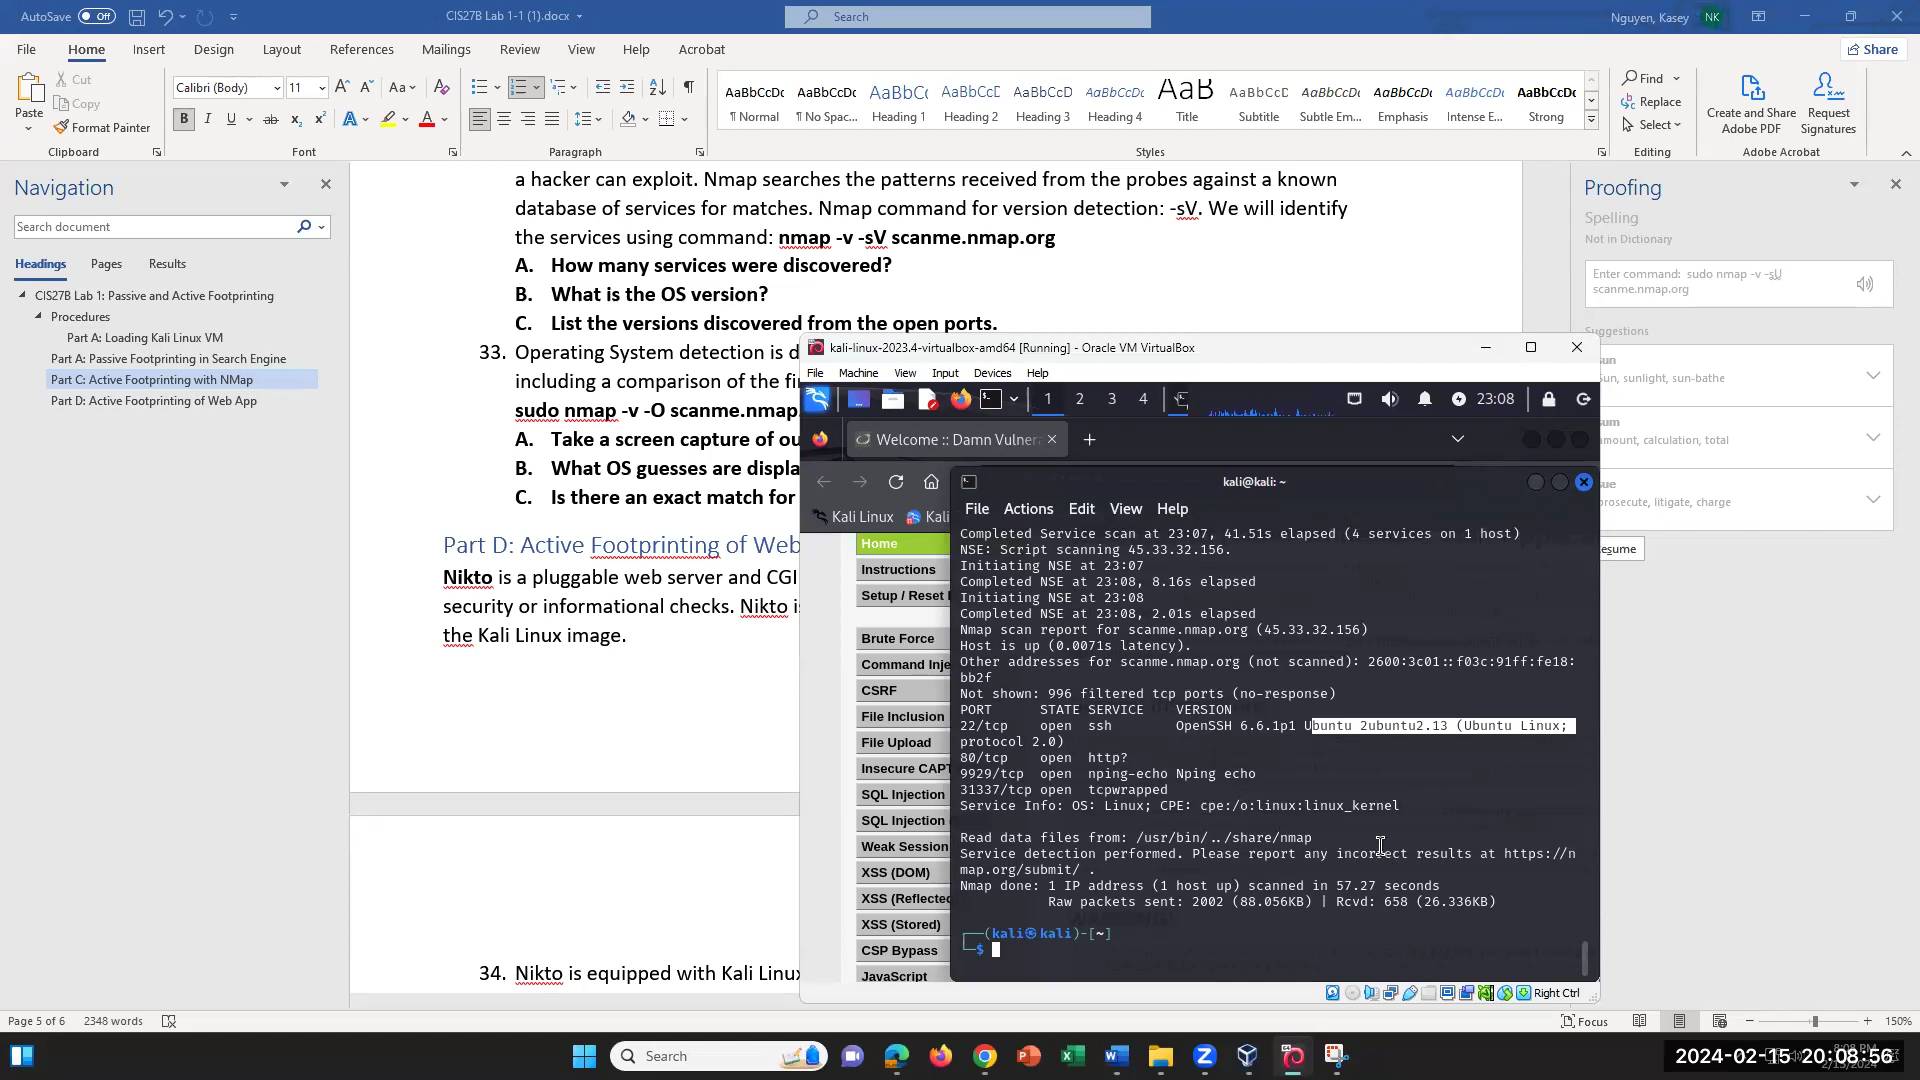 AutoSave
Off
CIS27B Lab 1-1 (1).docx
Search
Nguyen, Kasey
NK
File
Home
Insert
Design
Layout
References
Mailings
Review
View
Help
Acrobat
Share
Paste
Cut
Copy
Format Painter
Clipboard
Calibri (Body)
11
Font
Paragraph
AaBbCcDc
¶ Normal
AaBbCcDc
¶ No Spac...
AaBbCc
Heading 1
AaBbCcD
Heading 2
AaBbCcD
Heading 3
AaBbCcDc
Heading 4
AaB
Title
AaBbCcD
Subtitle
AaBbCcDc
Subtle Em...
AaBbCcDc
Emphasis
AaBbCcDc
Intense E...
AaBbCcDc
Strong
Styles
Find
Replace
Select
Editing
Create and Share
Adobe PDF
Request
Signatures
Adobe Acrobat
Navigation
Search document
Headings
Pages
Results
CIS27B Lab 1: Passive and Active Footprinting
Procedures
Part A: Loading Kali Linux VM
Part A: Passive Footprinting in Search Engine
Part C: Active Footprinting with NMap
Part D: Active Footprinting of Web App
a hacker can exploit. Nmap searches the patterns received from the probes against a known
database of services for matches. Nmap command for version detection: -sV. We will identify
the services using command: nmap -v -sV scanme.nmap.org
A. How many services were discovered?
B. What is the OS version?
C. List the versions discovered from the open ports.
33. Operating System detection is d
including a comparison of the fi
sudo nmap -v -O scanme.nmap.
A. Take a screen capture of ou
B. What OS guesses are displa
C. Is there an exact match for
Part D: Active Footprinting of Web
Nikto is a pluggable web server and CGI
security or informational checks. Nikto is
the Kali Linux image.
34. Nikto is equipped with Kali Linux
Proofing
Spelling
Not in Dictionary
Enter command: sudo nmap -v -sU
scanme.nmap.org
Suggestions
sun
Sun, sunlight, sun-bathe
sum
amount, calculation, total
sue
prosecute, litigate, charge
esume
kali-linux-2023.4-virtualbox-amd64 [Running] - Oracle VM VirtualBox
File
Machine
View
Input
Devices
Help
1
2
3
4
23:08
Welcome :: Damn Vulnera
Kali Linux
Kali
Home
Instructions
Setup / Reset
Brute Force
Command Inje
CSRF
File Inclusion
File Upload
Insecure CAPT
SQL Injection
SQL Injection (
Weak Session
XSS (DOM)
XSS (Reflected
XSS (Stored)
CSP Bypass
JavaScript
kali@kali: ~
File
Actions
Edit
View
Help
Completed Service scan at 23:07, 41.51s elapsed (4 services on 1 host)
NSE: Script scanning 45.33.32.156.
Initiating NSE at 23:07
Completed NSE at 23:08, 8.16s elapsed
Initiating NSE at 23:08
Completed NSE at 23:08, 2.01s elapsed
Nmap scan report for scanme.nmap.org (45.33.32.156)
Host is up (0.0071s latency).
Other addresses for scanme.nmap.org (not scanned): 2600:3c01::f03c:91ff:fe18:
bb2f
Not shown: 996 filtered tcp ports (no-response)
PORT STATE SERVICE VERSION
22/tcp open ssh OpenSSH 6.6.1p1 Ubuntu 2ubuntu2.13 (Ubuntu Linux;
protocol 2.0)
80/tcp open http?
9929/tcp open nping-echo Nping echo
31337/tcp open tcpwrapped
Service Info: OS: Linux; CPE: cpe:/o:linux:linux_kernel
Read data files from: /usr/bin/../share/nmap
Service detection performed. Please report any incorrect results at https://n
map.org/submit/ .
Nmap done: 1 IP address (1 host up) scanned in 57.27 seconds
Raw packets sent: 2002 (88.056KB) | Rcvd: 658 (26.336KB)
(kali㉿kali)-[~]
$
Right Ctrl
Page 5 of 6
2348 words
Focus
150%
Search
2024-02-15 20:08:56